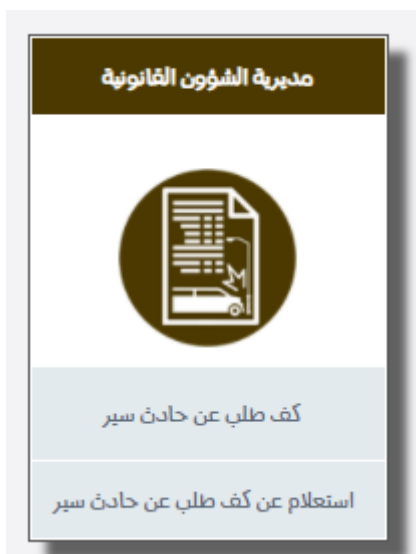 مديرية الشؤون القانونية
كف طلب عن حادث سير
استعلام عن كف طلب عن حادث سير